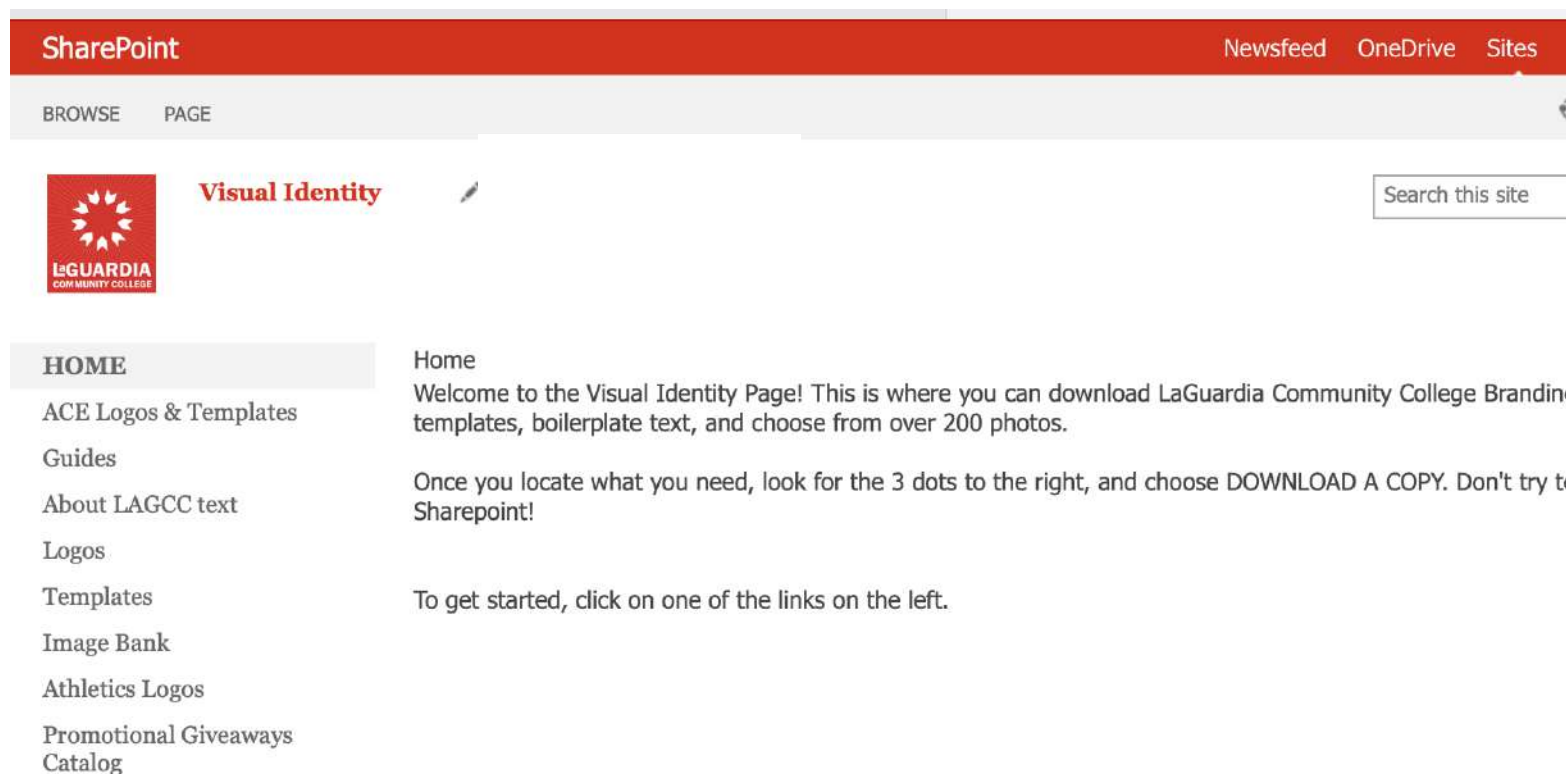 SharePoint
Newsfeed OneDrive Sites
BROWSE PAGE
Visual Identity
Search this site
LaGUARDIA
COMMUNITY COLLEGE
HOME
ACE Logos & Templates
Guides
About LAGCC text
Logos
Templates
Image Bank
Athletics Logos
Promotional Giveaways
Catalog
Home
Welcome to the Visual Identity Page! This is where you can download LaGuardia Community College
templates, boilerplate text, and choose from over 200 photos.
Once you locate what you need, look for the 3 dots to the right, and choose DOWNLOAD A COPY. Don't try
Sharepoint!
To get started, click on one of the links on the left.